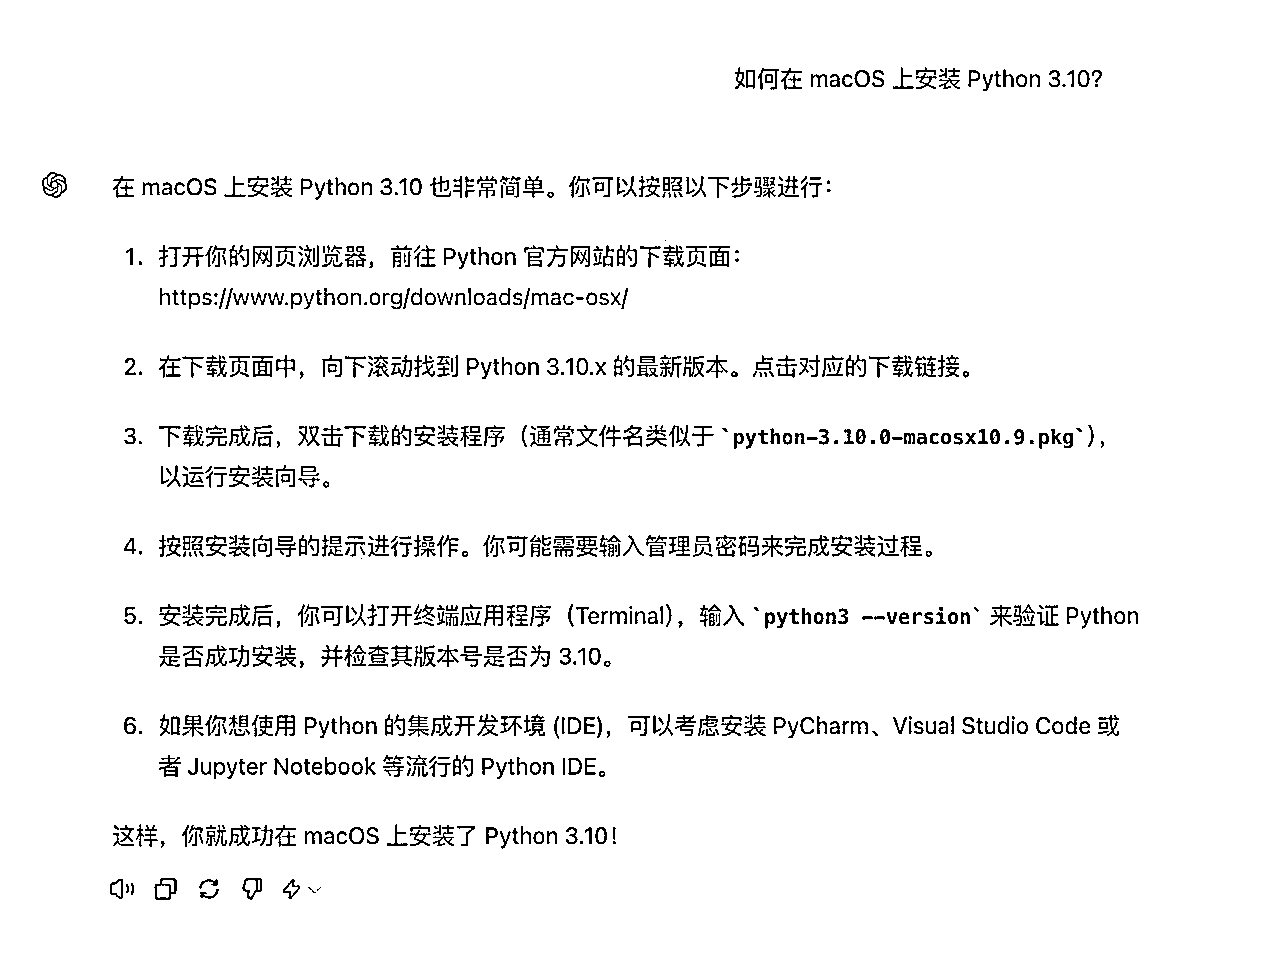 如何在 macOS 上安装 Python 3.10?
在 macOS 上安装 Python 3.10 也非常简单。你可以按照以下步骤进行：
1. 打开你的网页浏览器，前往 Python 官方网站的下载页面：
https://www.python.org/downloads/mac-osx/
2. 在下载页面中，向下滚动找到 Python 3.10.x 的最新版本。点击对应的下载链接。
3. 下载完成后，双击下载的安装程序（通常文件名类似于 `python-3.10.0-macosx10.9.pkg`），
以运行安装向导。
4. 按照安装向导的提示进行操作。你可能需要输入管理员密码来完成安装过程。
5. 安装完成后，你可以打开终端应用程序（Terminal），输入 `python3 --version` 来验证 Python
是否成功安装，并检查其版本号是否为 3.10。
6. 如果你想使用 Python 的集成开发环境 (IDE)，可以考虑安装 PyCharm、Visual Studio Code 或
者 Jupyter Notebook 等流行的 Python IDE。
这样，你就成功在 macOS 上安装了 Python 3.10！